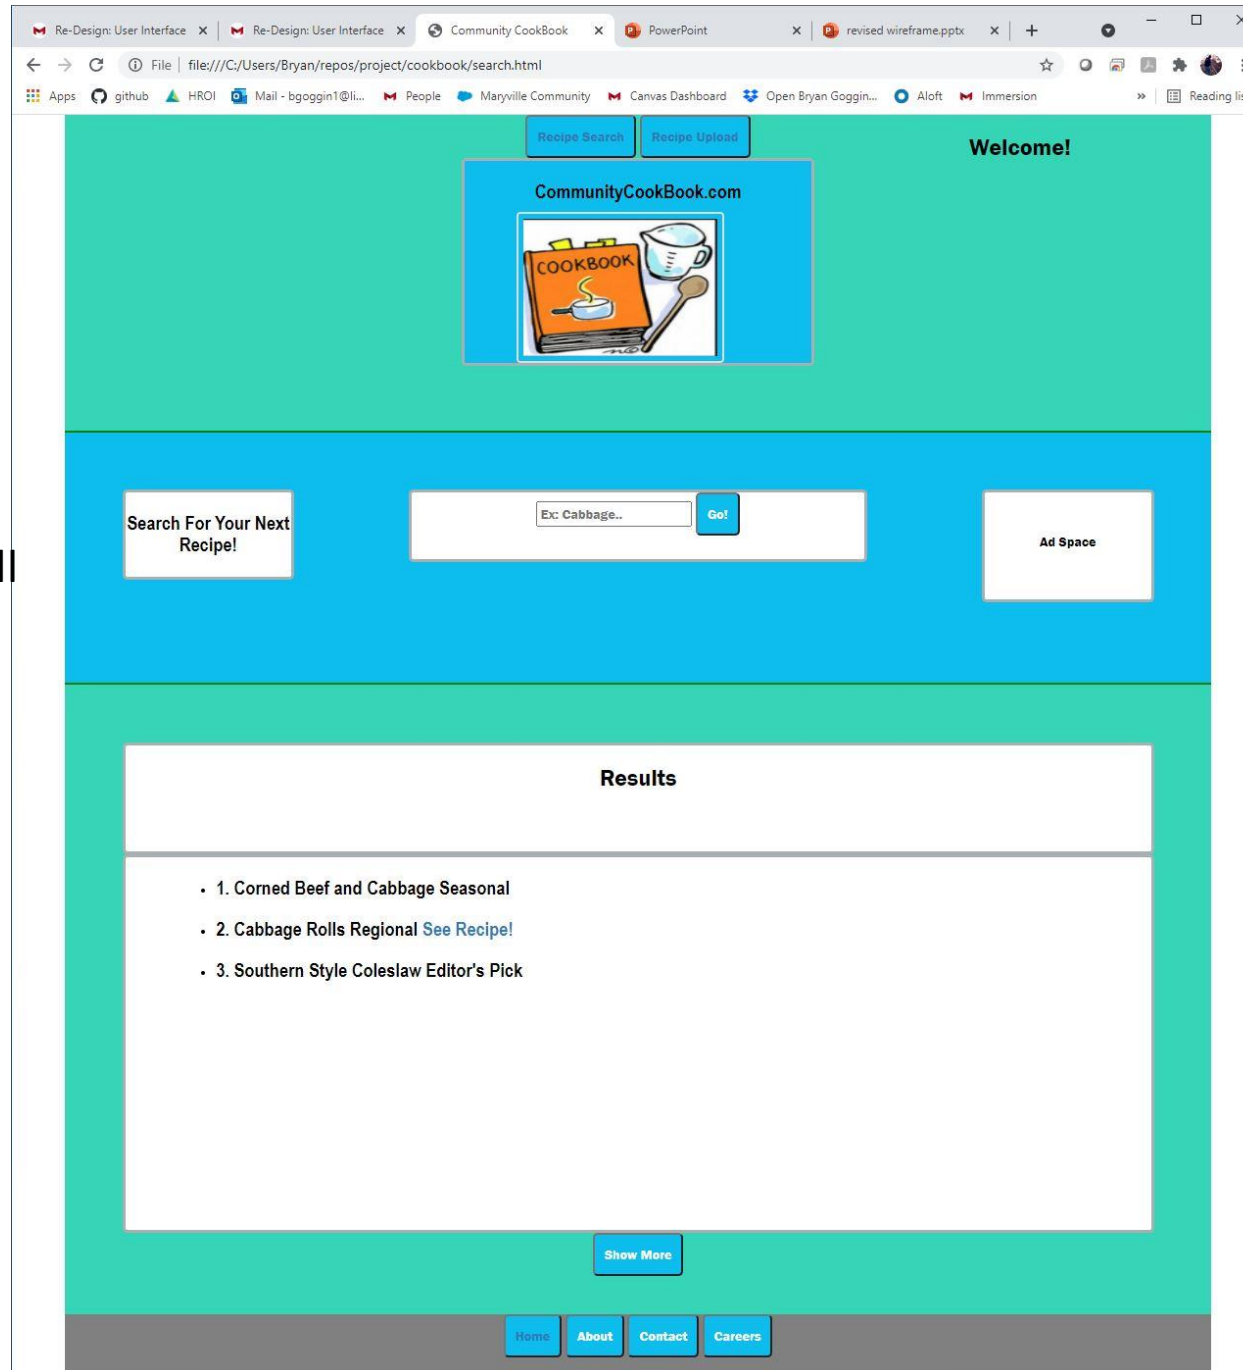 Re-Design: User Interface
Re-Design: User Interface
Community CookBook
PowerPoint
revised wireframe.pptx
File | file:///C:/Users/Bryan/repos/project/cookbook/search.html
Apps github HROI Mail - bgoggin1@li... People Maryville Community Canvas Dashboard Open Bryan Goggin... Aloft Immersion » Reading lis
Recipe Search Recipe Upload
Welcome!
CommunityCookBook.com
COOKBOOK
Search For Your Next
Recipe!
Ex: Cabbage.. Go!
Ad Space
Results
• 1. Corned Beef and Cabbage Seasonal
• 2. Cabbage Rolls Regional See Recipe!
• 3. Southern Style Coleslaw Editor's Pick
Show More
Home About Contact Careers